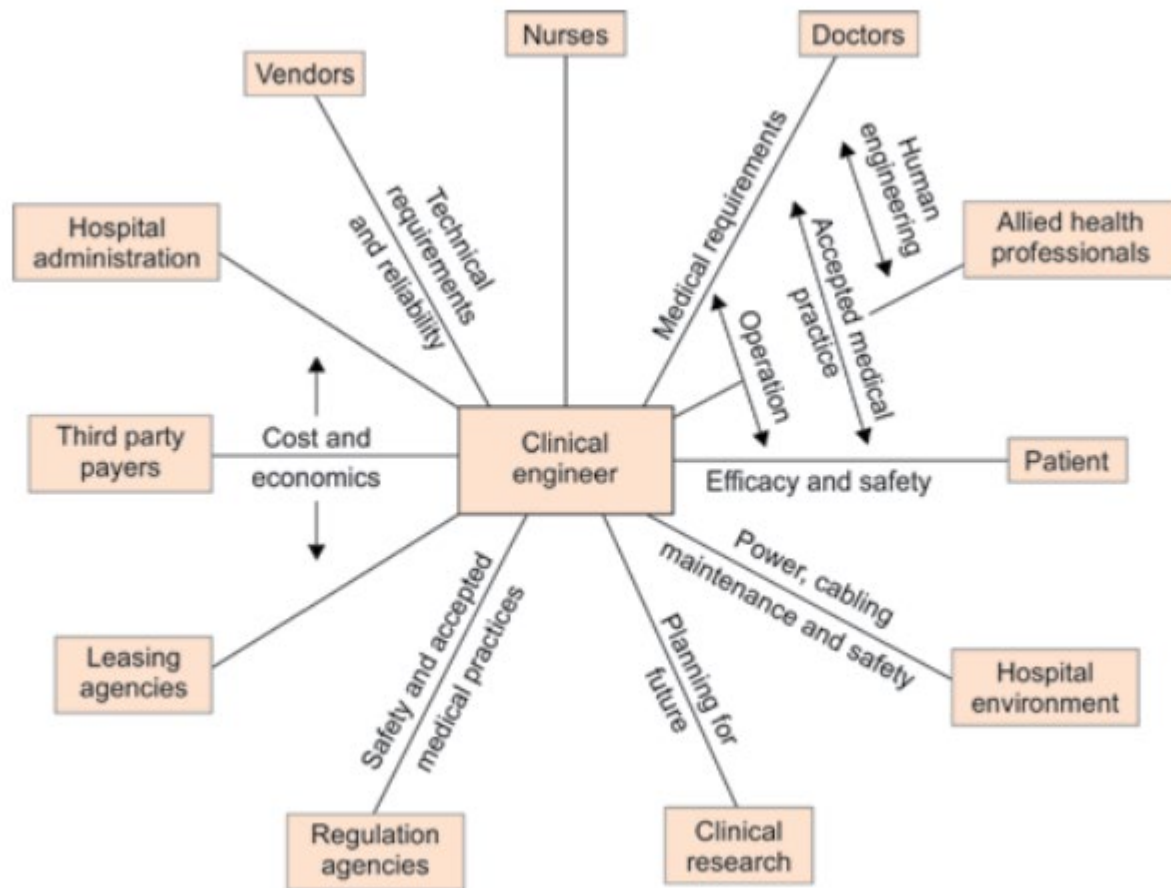 Nurses
Doctors
Vendors
Human
engineering
Technical
requirements
and reliability
Medical requirements
Accepted medical
practice
Allied health
professionals
Hospital
administration
Operation
Third party
payers
Cost and
economics
Clinical
engineer
Efficacy and safety
Patient
Power, cabling
maintenance and safety
Leasing
agencies
Safety and accepted
medical practices
Planning for
future
Hospital
environment
Regulation
agencies
Clinical
research